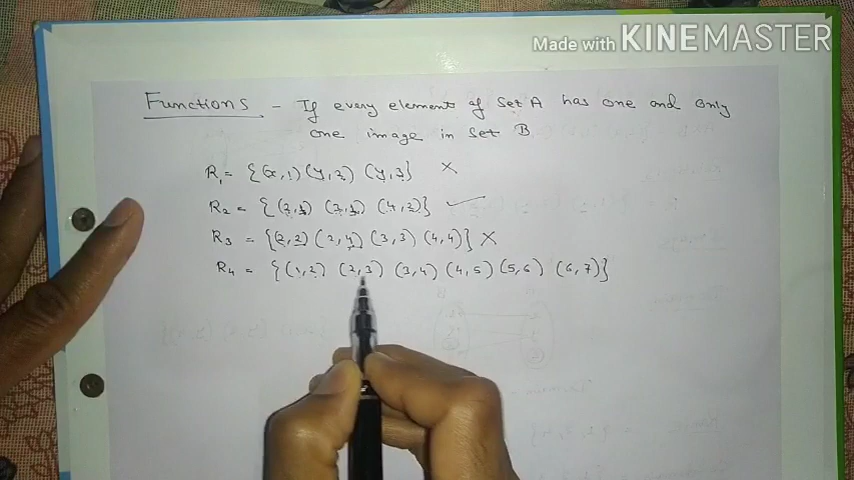 Made with KINEMASTER
Functions - If every element of Set A has one and only
one image in set B
R1 = {(x,1) (y,2) (y,3} X
R2 = {(2,1) (3,1) (4,2)} ✓
R3 = {(2,2) (2,4) (3,3) (4,4)} X
R4 = {(1,2) (2,3) (3,4) (4,5) (5,6) (6,7)}